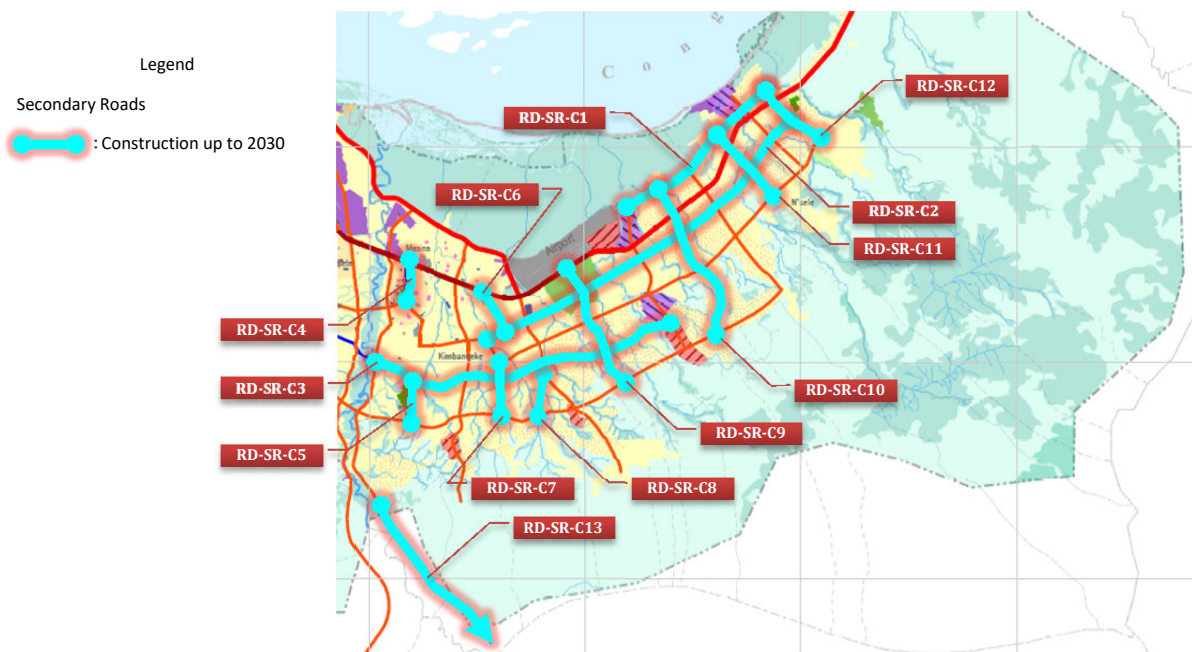 Legend
Secondary Roads
: Construction up to 2030
Cong
RD-SR-C12
RD-SR-C1
RD-SR-C6
N'sele
RD-SR-C2
RD-SR-C11
Airport
Masina
RD-SR-C4
Kimbanseke
RD-SR-C3
RD-SR-C10
RD-SR-C9
RD-SR-C5
RD-SR-C7
RD-SR-C8
RD-SR-C13